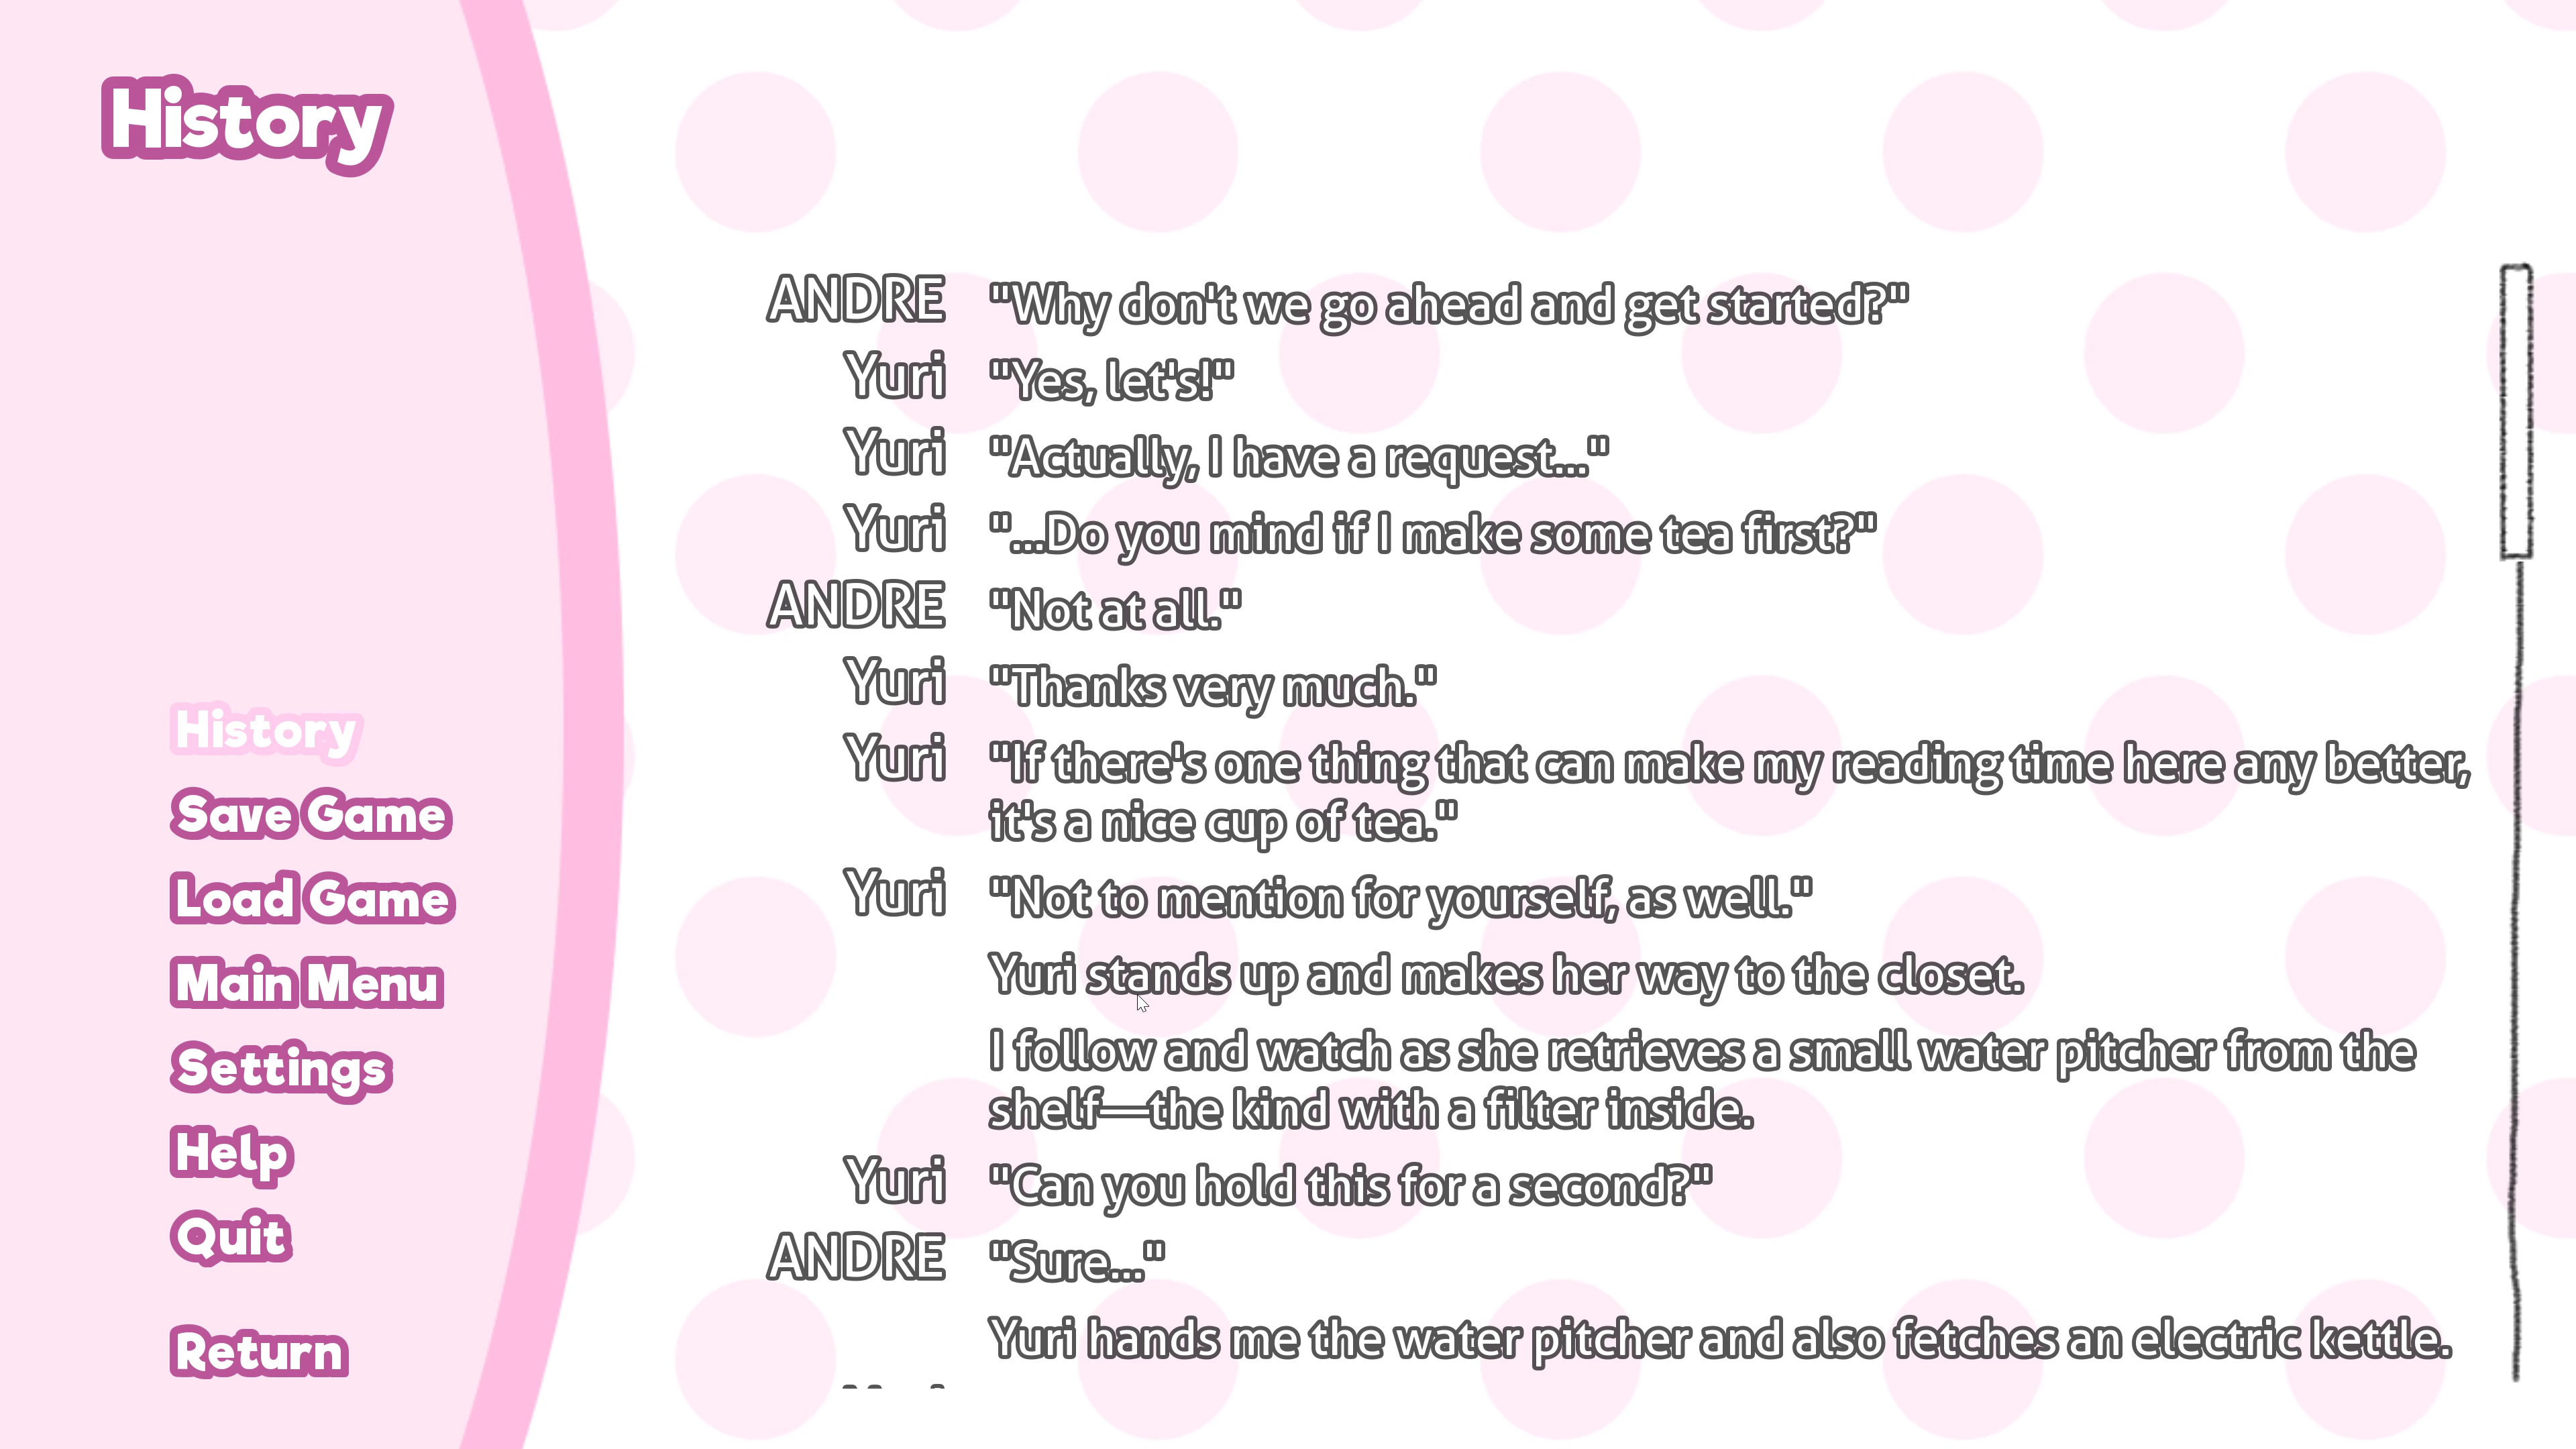 History
History
Save Game
Load Game
Main Menu
Settings
Help
Quit
Return
ANDRE "Why don't we go ahead and get started?"
Yuri "Yes, let's!"
Yuri "Actually, I have a request..."
Yuri "...Do you mind if I make some tea first?"
ANDRE "Not at all."
Yuri "Thanks very much."
Yuri "If there's one thing that can make my reading time here any better,
it's a nice cup of tea."
Yuri "Not to mention for yourself, as well."
Yuri stands up and makes her way to the closet.
I follow and watch as she retrieves a small water pitcher from the
shelf—the kind with a filter inside.
Yuri "Can you hold this for a second?"
ANDRE "Sure..."
Yuri hands me the water pitcher and also fetches an electric kettle.